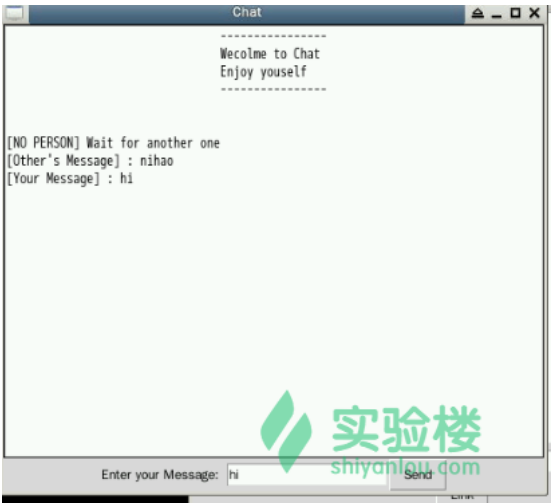 Chat
----------------
Wecolme to Chat
Enjoy youself
----------------
[NO PERSON] Wait for another one
[Other's Message] : nihao
[Your Message] : hi
实验楼
shiyanlou.com
Enter your Message: hi Send